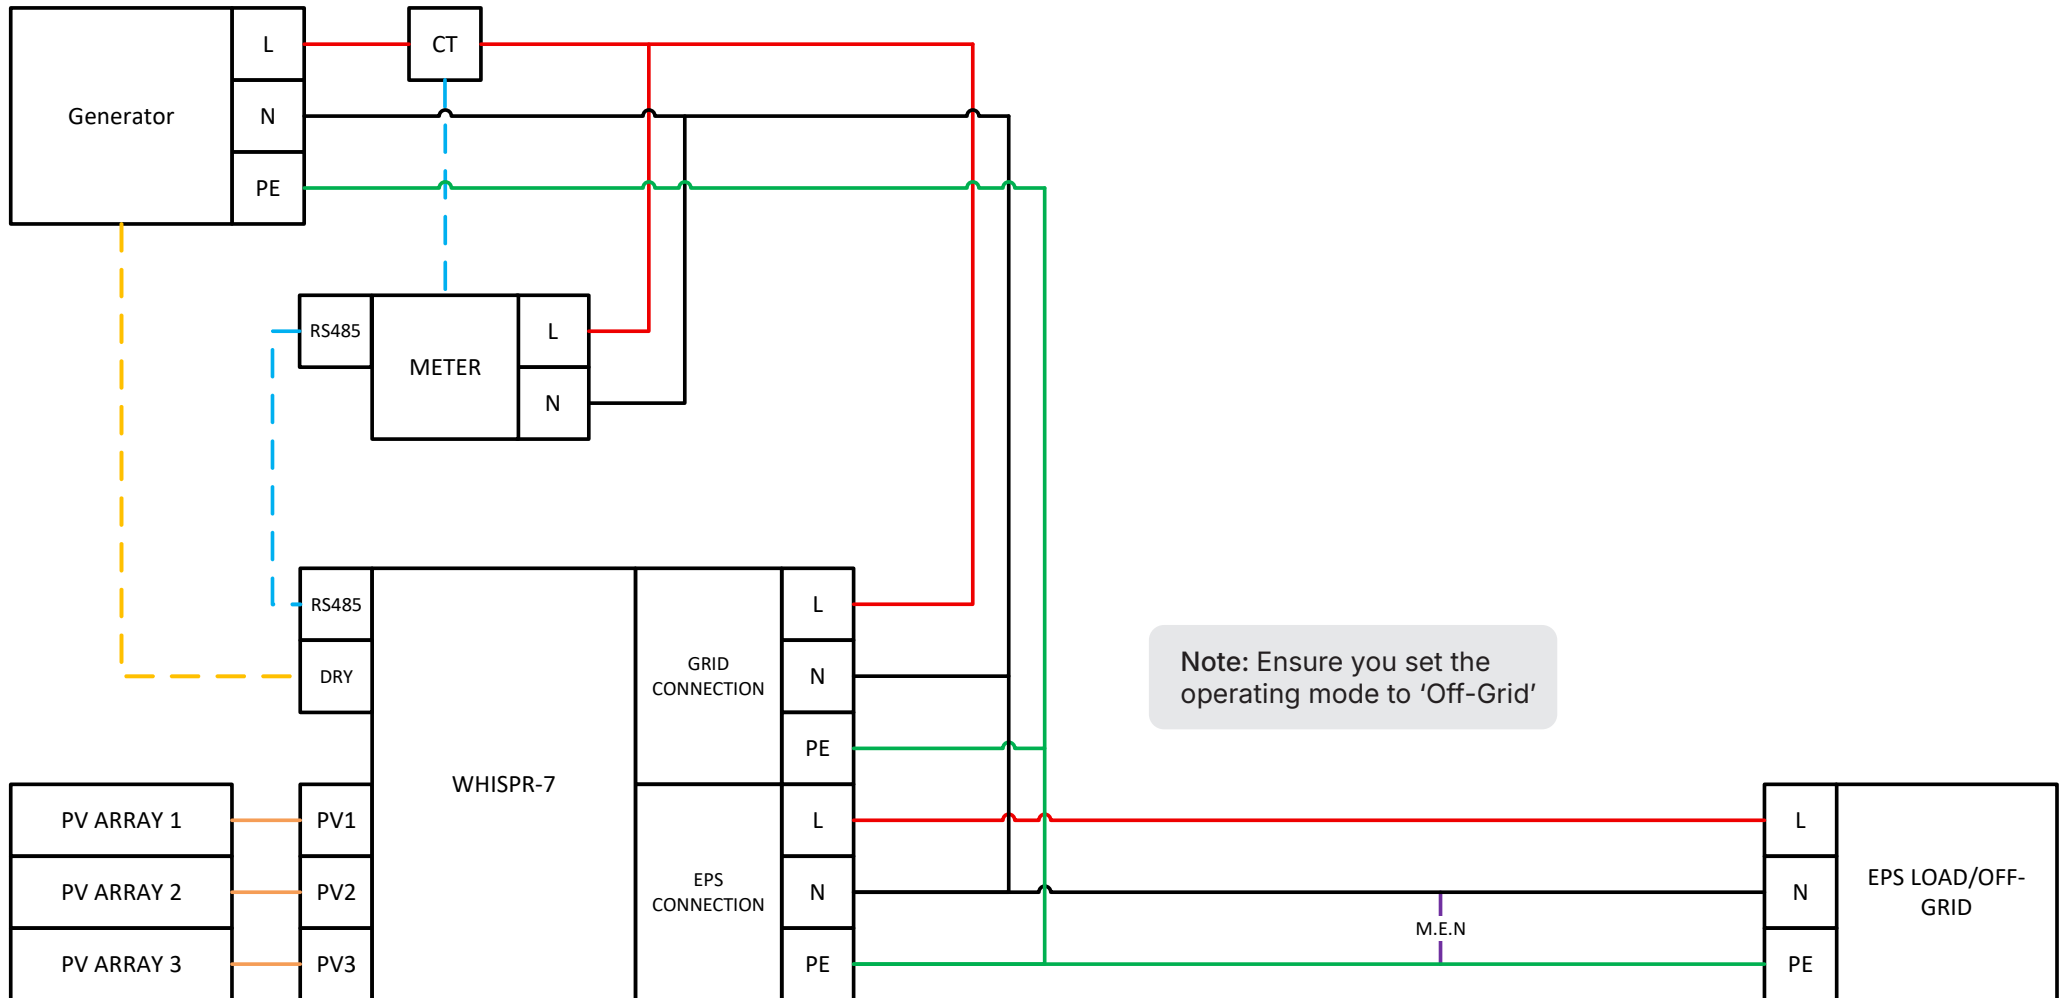 L
CT
Generator
N
PE
RS485
METER
L
N
RS485
DRY
WHISPR-7
GRID
CONNECTION
L
N
PE
Note: Ensure you set the
operating mode to ‘Off-Grid’
PV ARRAY 1
PV1
PV ARRAY 2
PV2
PV ARRAY 3
PV3
EPS
CONNECTION
L
N
PE
M.E.N
L
N
PE
EPS LOAD/OFF-
GRID